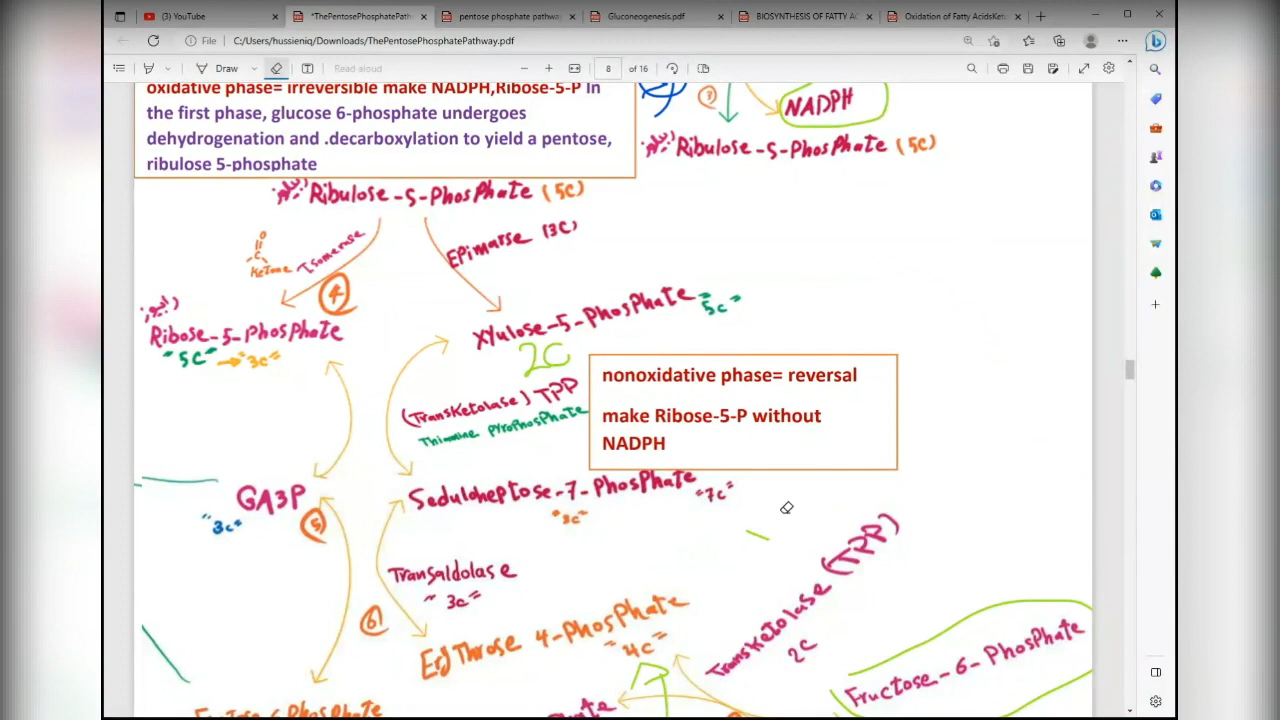 (3) YouTube
*ThePentosePhosphatePath
pentose phosphate pathway
Gluconeogenesis.pdf
BIOSYNTHESIS OF FATTY AC
Oxidation of Fatty AcidsKet
File
C:/Users/hussieniq/Downloads/ThePentosePhosphatePathway.pdf
Draw
Read aloud
8
of 16
oxidative phase= irreversible make NADPH,Ribose-5-P In
the first phase, glucose 6-phosphate undergoes
dehydrogenation and .decarboxylation to yield a pentose,
ribulose 5-phosphate
NADPH
Ribulose-5-Phosphate (5C)
Ribulose-5-Phosphate (5C)
O
C
Ketone
Isomerase
Epimarse (3C)
4
Ribose-5-Phosphate
"5C" → "3C"
Xyulose-5-Phosphate
"5C"
2C
(Transketolase) TPP
Thiamine Pyrophosphate
nonoxidative phase= reversal
make Ribose-5-P without
NADPH
GA3P
"3C"
5
Seduloheptose-7-Phosphate
"7C"
"3C"
Transaldolase
"3C"
6
Erythrose 4-Phosphate
"4C"
Transketolase (TPP)
2C
Fructose-6-Phosphate